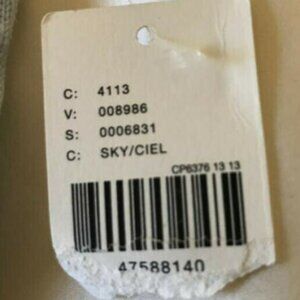 C: 4113
V: 008986
S: 0006831
C: SKY/CIEL
CP6376 13 13
47588140